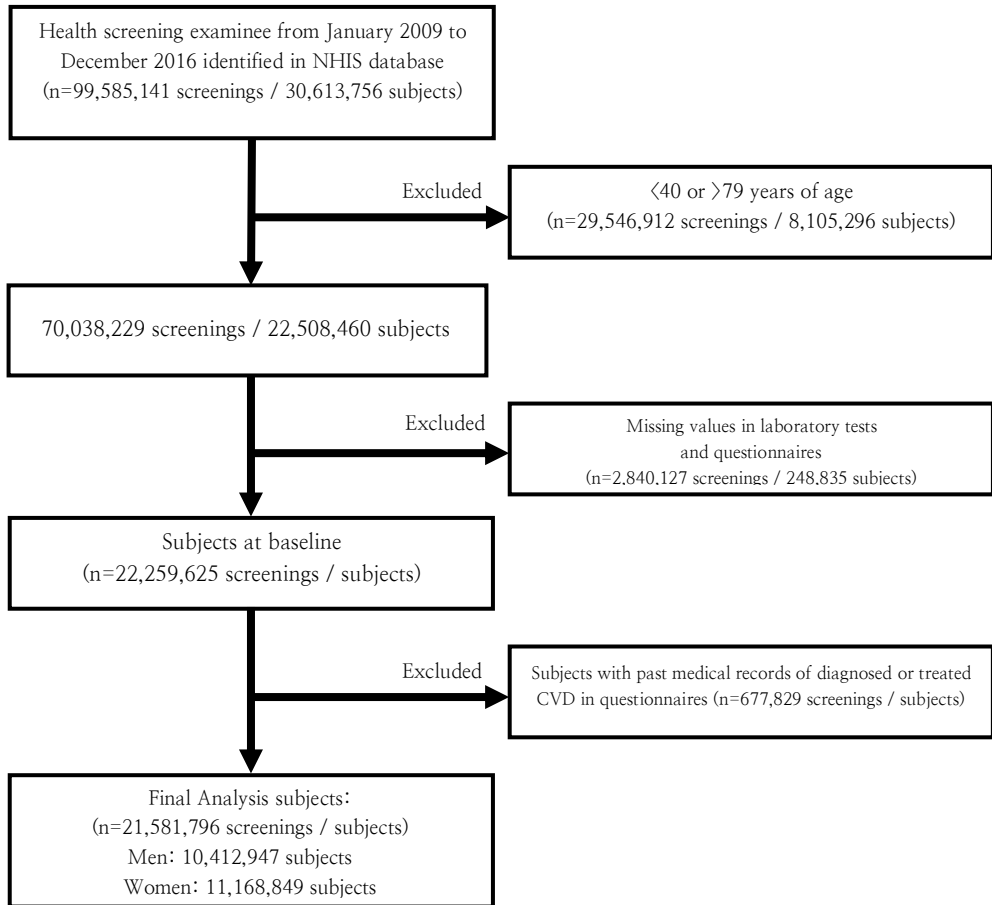 Health screening examinee from January 2009 to
December 2016 identified in NHIS database
(n=99,585,141 screenings / 30,613,756 subjects)
Excluded
〈40 or 〉79 years of age
(n=29,546,912 screenings / 8,105,296 subjects)
70,038,229 screenings / 22,508,460 subjects
Excluded
Missing values in laboratory tests
and questionnaires
(n=2,840,127 screenings / 248,835 subjects)
Subjects at baseline
(n=22,259,625 screenings / subjects)
Excluded
Subjects with past medical records of diagnosed or treated
CVD in questionnaires (n=677,829 screenings / subjects)
Final Analysis subjects:
(n=21,581,796 screenings / subjects)
Men: 10,412,947 subjects
Women: 11,168,849 subjects